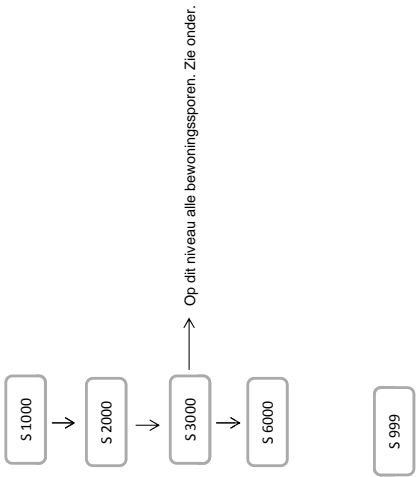 S 1000
S 2000
S 3000
Op dit niveau alle bewoningssporen. Zie onder.
S 6000
S 999